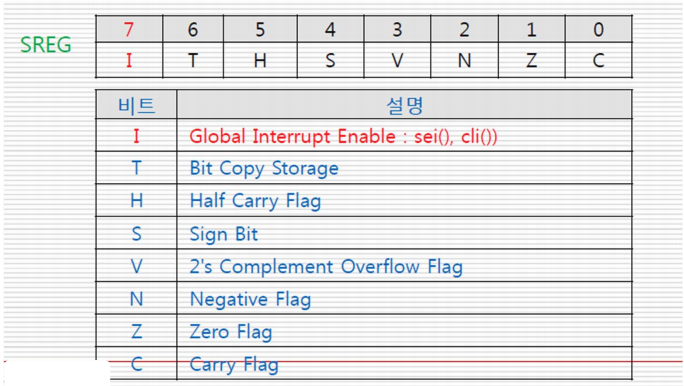 SREG
7 6 5 4 3 2 1 0
I T H S V N Z C
비트 설명
I Global Interrupt Enable : sei(), cli())
T Bit Copy Storage
H Half Carry Flag
S Sign Bit
V 2's Complement Overflow Flag
N Negative Flag
Z Zero Flag
C Carry Flag